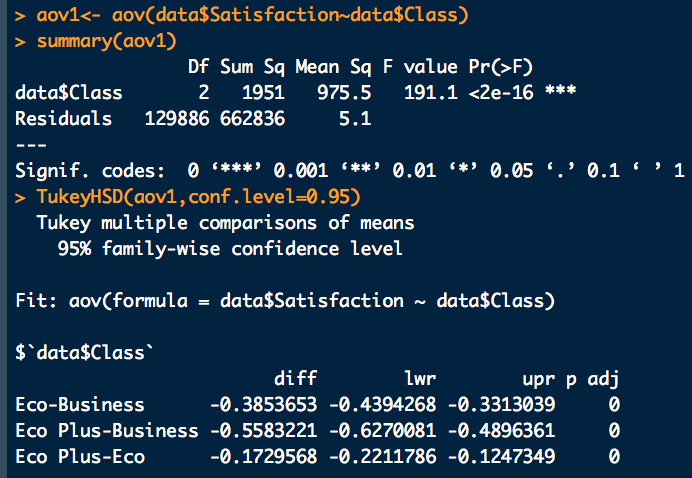 > aov1<- aov(data$Satisfaction~data$Class)
> summary(aov1)
                Df Sum Sq Mean Sq F value Pr(>F)
data$Class       2   1951   975.5   191.1 <2e-16 ***
Residuals   129886 662836     5.1
---
Signif. codes:  0 ‘***’ 0.001 ‘**’ 0.01 ‘*’ 0.05 ‘.’ 0.1 ‘ ’ 1
> TukeyHSD(aov1,conf.level=0.95)
  Tukey multiple comparisons of means
    95% family-wise confidence level

Fit: aov(formula = data$Satisfaction ~ data$Class)

$`data$Class`
                        diff        lwr        upr p adj
Eco-Business      -0.3853653 -0.4394268 -0.3313039     0
Eco Plus-Business -0.5583221 -0.6270081 -0.4896361     0
Eco Plus-Eco      -0.1729568 -0.2211786 -0.1247349     0